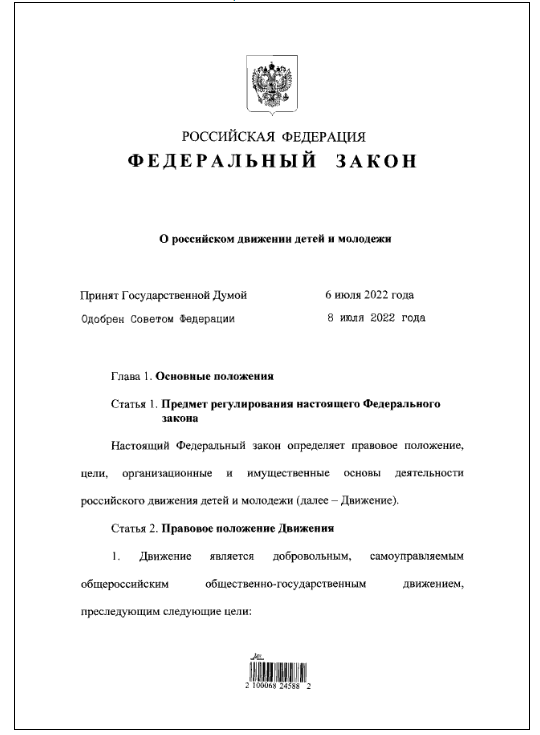 РОССИЙСКАЯ ФЕДЕРАЦИЯ
ФЕДЕРАЛЬНЫЙ ЗАКОН
О российском движении детей и молодежи
Принят Государственной Думой 6 июля 2022 года
Одобрен Советом Федерации 8 июля 2022 года
Глава 1. Основные положения
Статья 1. Предмет регулирования настоящего Федерального
закона
Настоящий Федеральный закон определяет правовое положение,
цели, организационные и имущественные основы деятельности
российского движения детей и молодежи (далее – Движение).
Статья 2. Правовое положение Движения
1. Движение является добровольным, самоуправляемым
общероссийским общественно-государственным движением,
преследующим следующие цели:
2 100068 24588 2